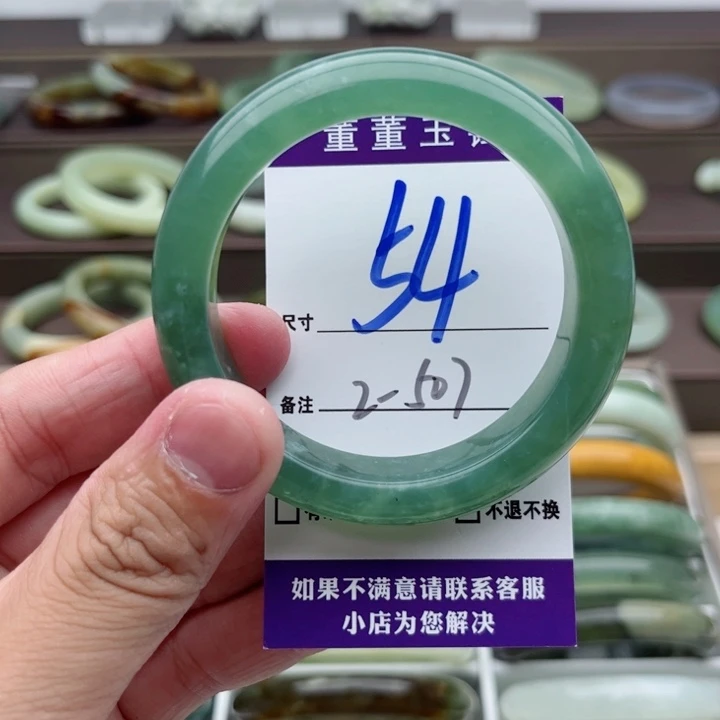 董董玉
54
尺寸
备注 2-507
不退不换
如果不满意请联系客服
小店为您解决